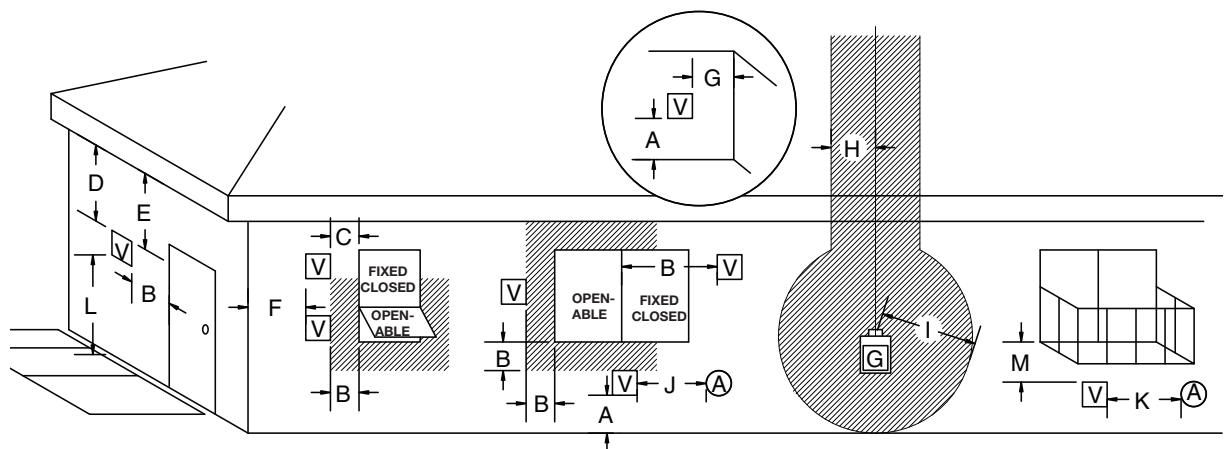 G
V
A
H
D
E
C
V
V
FIXED
CLOSED
B
V
L
B
F
V
OPEN-
ABLE
V
OPEN-
ABLE
FIXED
CLOSED
I
G
B
M
B
B
V
J
A
A
V
K
A